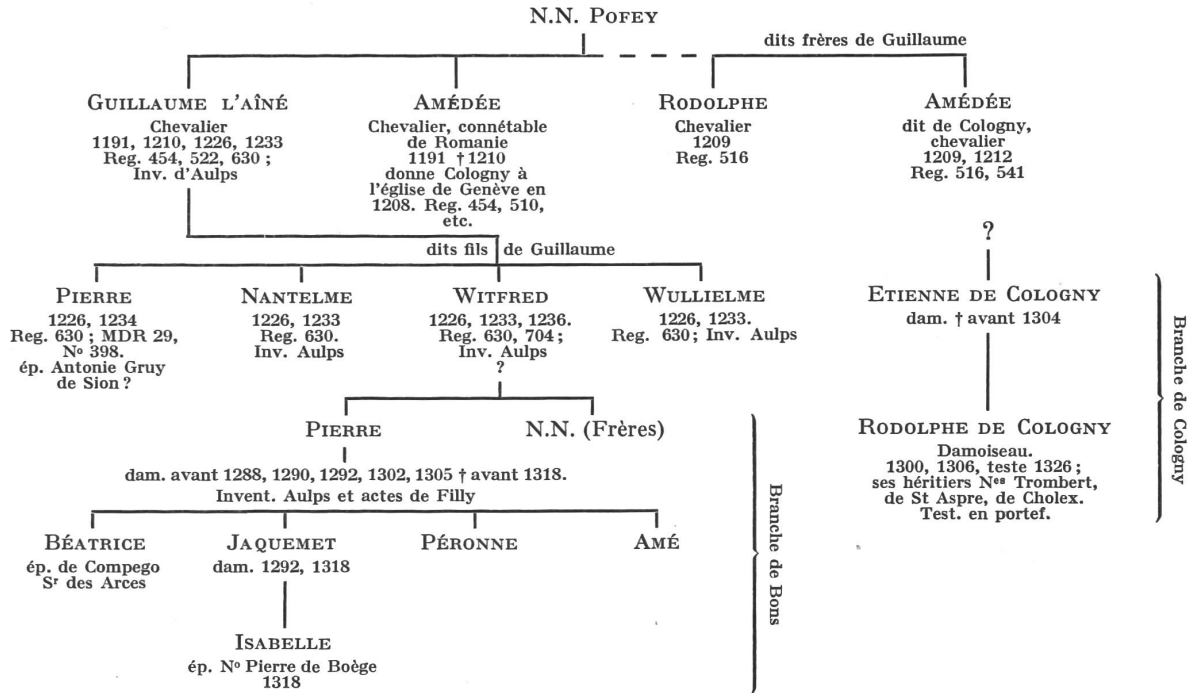 N.N. POFEY
dits frères de Guillaume
GUILLAUME L'AÎNÉ
Chevalier
1191, 1210, 1226, 1233
Reg. 454, 522, 630 ;
Inv. d'Aulps
AMÉDÉE
Chevalier, connétable
de Romanie
1191 † 1210
donne Cologny à
l'église de Genève en
1208. Reg. 454, 510,
etc.
RODOLPHE
Chevalier
1209
Reg. 516
AMÉDÉE
dit de Cologny,
chevalier
1209, 1212
Reg. 516, 541
?
dits fils de Guillaume
PIERRE
1226, 1234
Reg. 630 ; MDR 29,
Nº 398.
ép. Antonie Gruy
de Sion ?
NANTELME
1226, 1233
Reg. 630.
Inv. Aulps
WITFRED
1226, 1233, 1236.
Reg. 630, 704 ;
Inv. Aulps
?
WULLIELME
1226, 1233.
Reg. 630 ; Inv. Aulps
ETIENNE DE COLOGNY
dam. † avant 1304
RODOLPHE DE COLOGNY
Damoiseau.
1300, 1306, teste 1326 ;
ses héritiers Nᵉˢ Trombert,
de St Aspre, de Cholex.
Test. en portef.
Branche de Cologny
PIERRE
N.N. (Frères)
dam. avant 1288, 1290, 1292, 1302, 1305 † avant 1318.
Invent. Aulps et actes de Filly
BÉATRICE
ép. de Compego
Sʳ des Arces
JAQUEMET
dam. 1292, 1318
PÉRONNE
AMÉ
ISABELLE
ép. Nº Pierre de Boège
1318
Branche de Bons